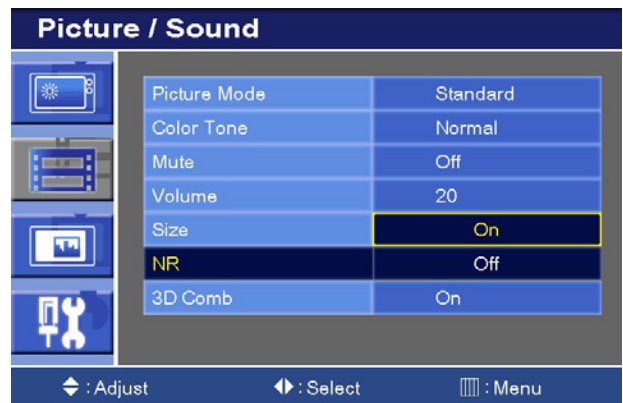 Picture / Sound
Picture Mode Standard
Color Tone Normal
Mute Off
Volume 20
Size On
NR Off
3D Comb On
: Adjust : Select : Menu